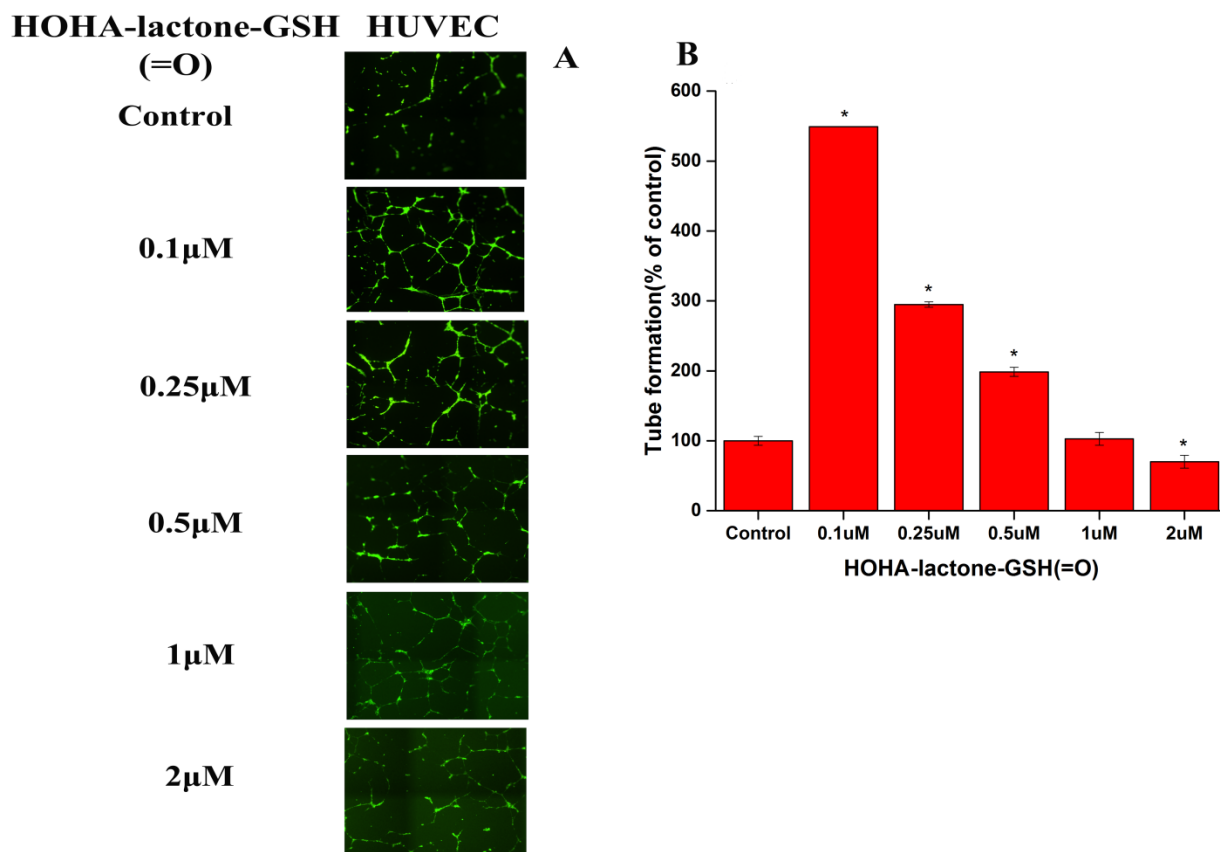 HOHA-lactone-GSH HUVEC
(=O)
Control
0.1μM
0.25μM
0.5μM
1μM
2μM
A
B
Tube formation(% of control)
600
500
400
300
200
100
0
*
*
*
*
Control 0.1uM 0.25uM 0.5uM 1uM 2uM
HOHA-lactone-GSH(=O)